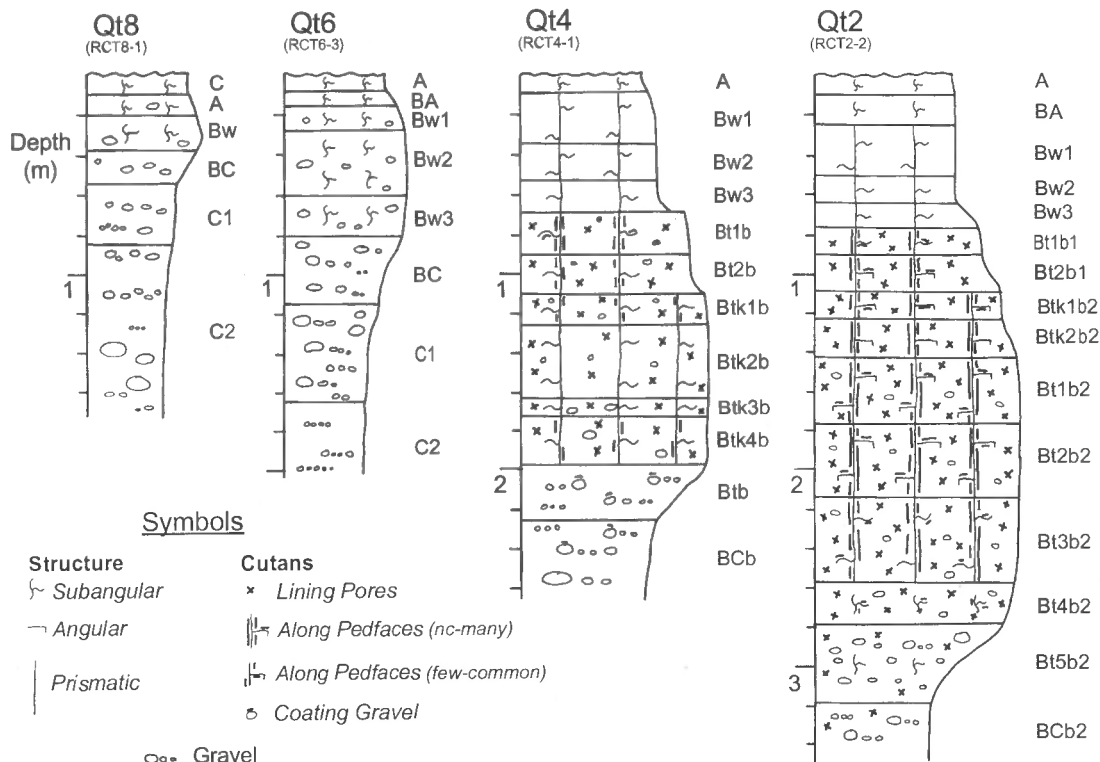 Qt8
(RCT8-1)
C
A
Bw
BC
C1
C2
Depth
(m)
1
Qt6
(RCT6-3)
A
BA
Bw1
Bw2
Bw3
BC
C1
C2
1
Qt4
(RCT4-1)
A
Bw1
Bw2
Bw3
Bt1b
Bt2b
Btk1b
Btk2b
Btk3b
Btk4b
Btb
BCb
1
2
Qt2
(RCT2-2)
A
BA
Bw1
Bw2
Bw3
Bt1b1
Bt2b1
Btk1b2
Btk2b2
Bt1b2
Bt2b2
Bt3b2
Bt4b2
Bt5b2
BCb2
1
2
3
Symbols
Structure
Subangular
Angular
Prismatic
Cutans
Lining Pores
Along Pedfaces (nc-many)
Along Pedfaces (few-common)
Coating Gravel
Gravel